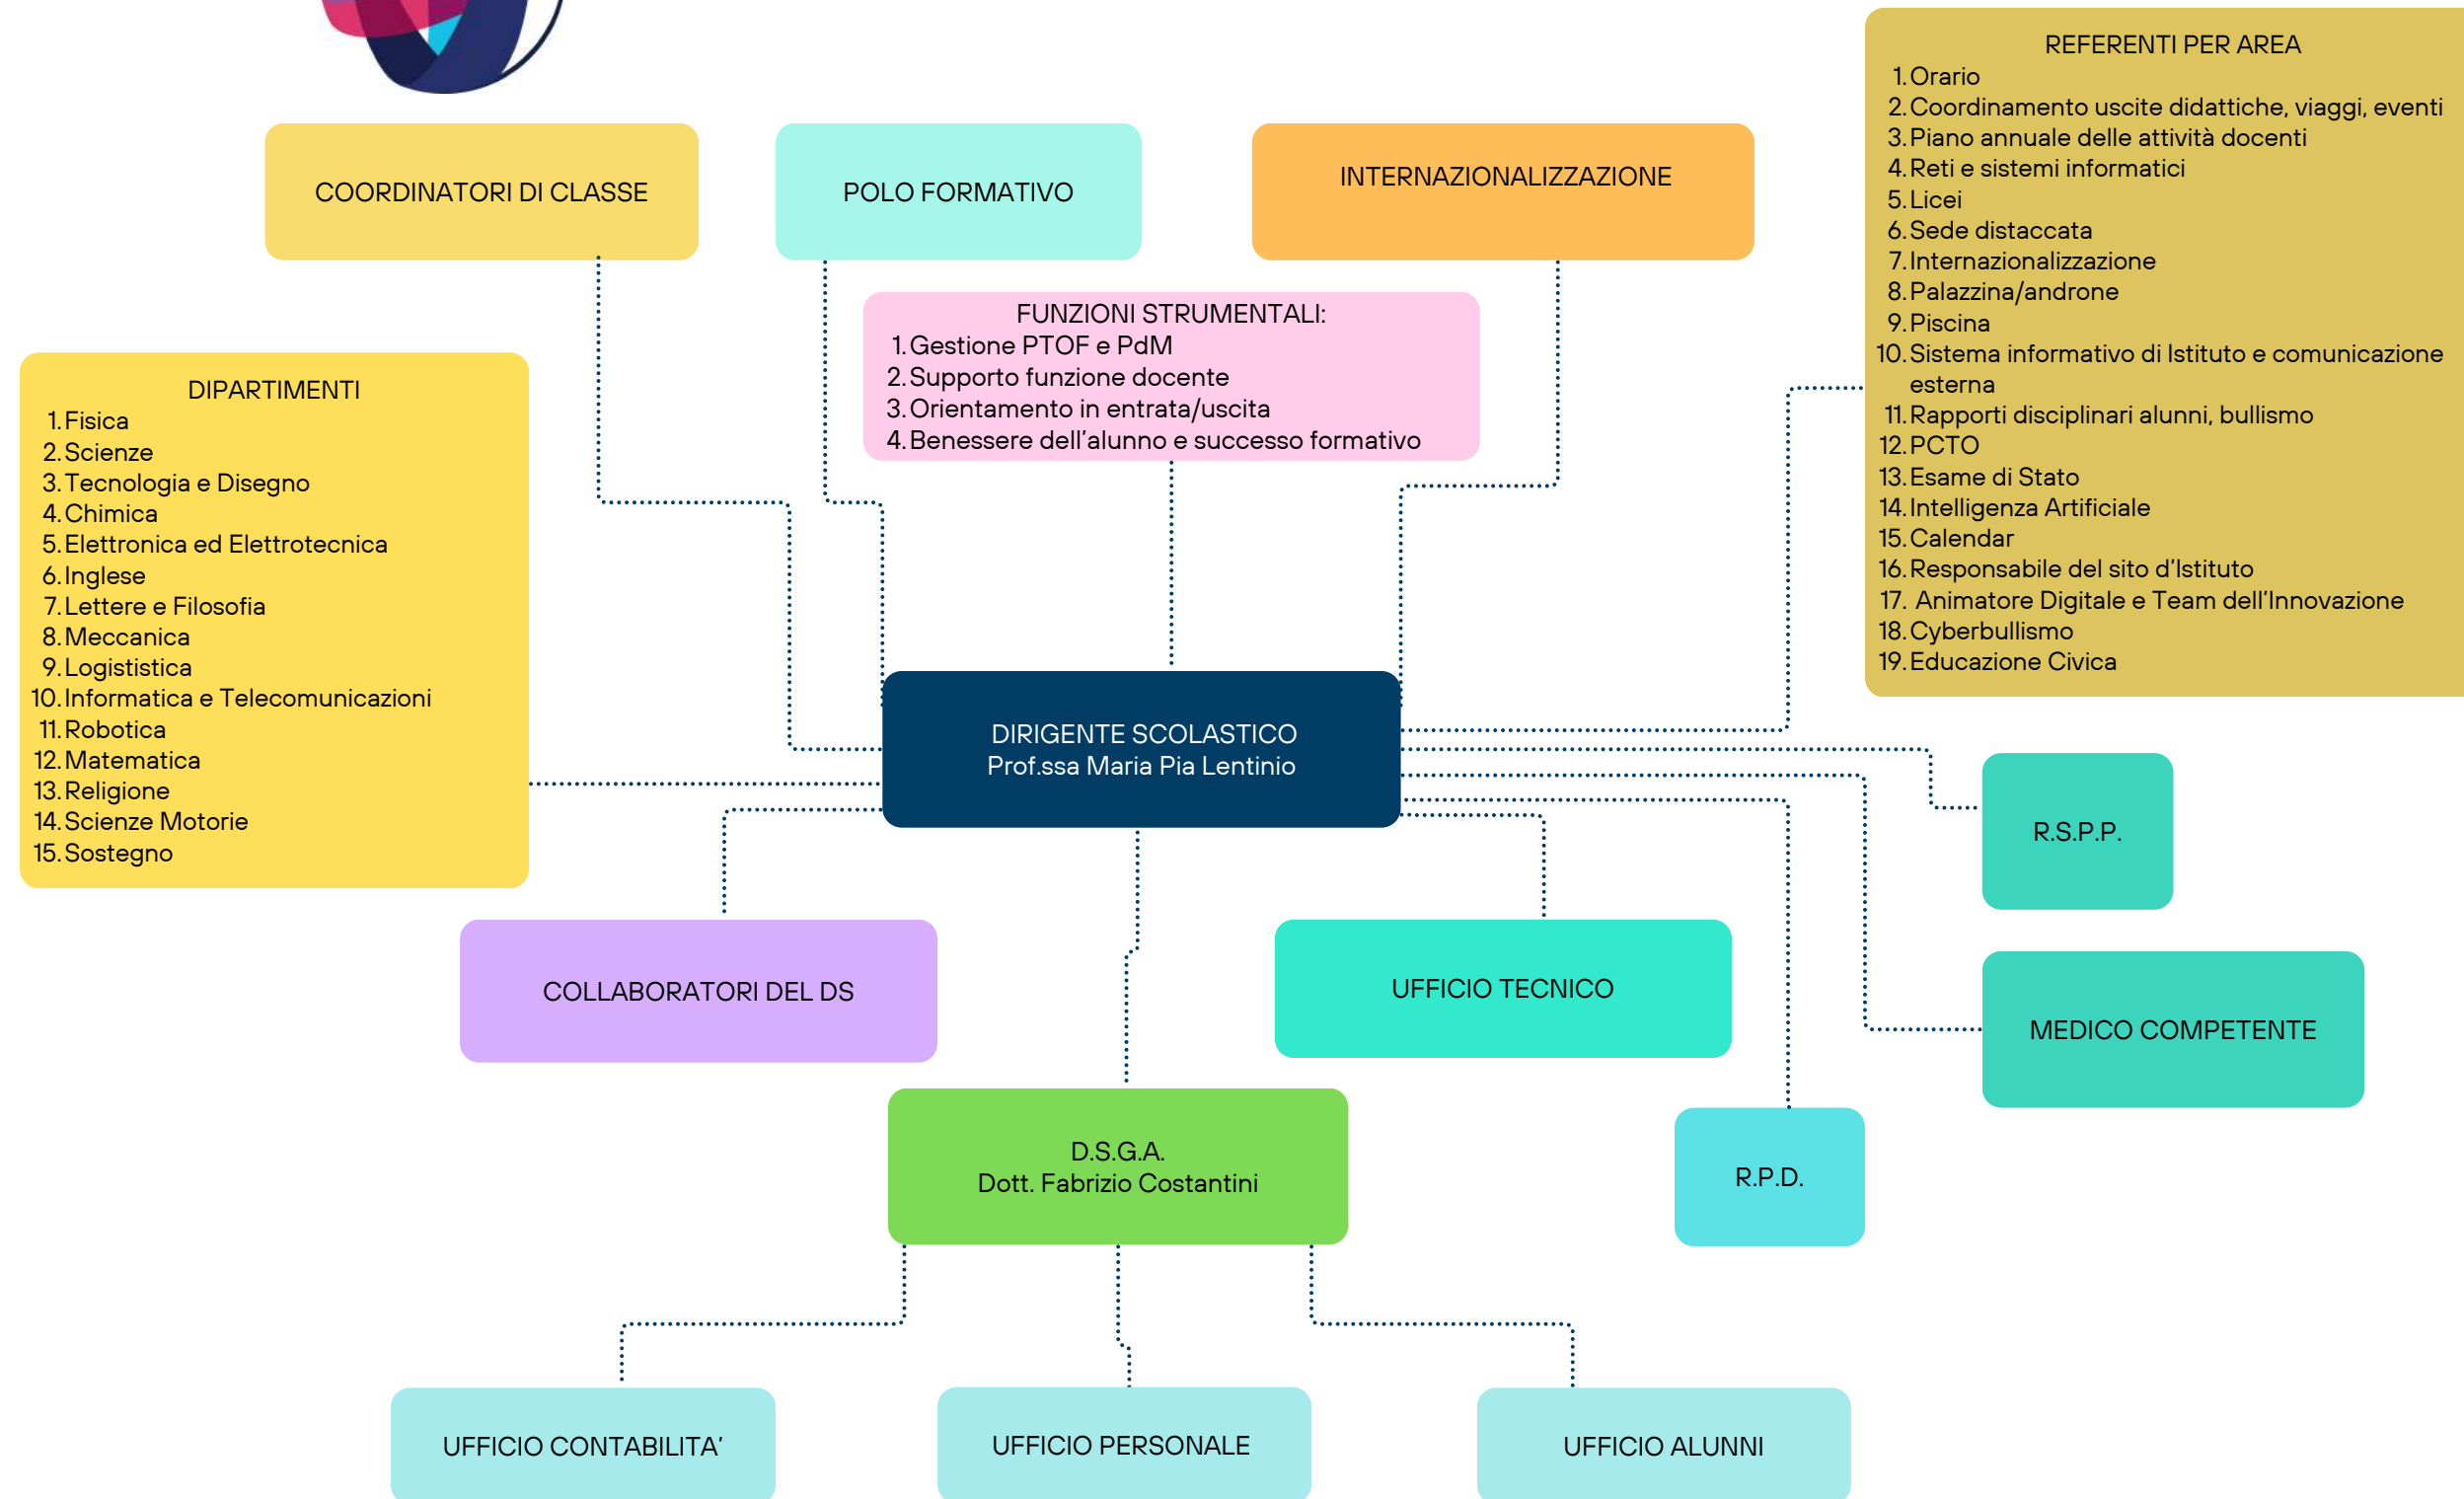 REFERENTI PER AREA
1. Orario
2. Coordinamento uscite didattiche, viaggi, eventi
3. Piano annuale delle attività docenti
4. Reti e sistemi informatici
5. Licei
6. Sede distaccata
7. Internazionalizzazione
8. Palazzina/androne
9. Piscina
10. Sistema informativo di Istituto e comunicazione
esterna
11. Rapporti disciplinari alunni, bullismo
12. PCTO
13. Esame di Stato
14. Intelligenza Artificiale
15. Calendar
16. Responsabile del sito d'Istituto
17. Animatore Digitale e Team dell'Innovazione
18. Cyberbullismo
19. Educazione Civica
COORDINATORI DI CLASSE
POLO FORMATIVO
INTERNAZIONALIZZAZIONE
FUNZIONI STRUMENTALI:
1. Gestione PTOF e PdM
2. Supporto funzione docente
3. Orientamento in entrata/uscita
4. Benessere dell'alunno e successo formativo
DIPARTIMENTI
1. Fisica
2. Scienze
3. Tecnologia e Disegno
4. Chimica
5. Elettronica ed Elettrotecnica
6. Inglese
7. Lettere e Filosofia
8. Meccanica
9. Logististica
10. Informatica e Telecomunicazioni
11. Robotica
12. Matematica
13. Religione
14. Scienze Motorie
15. Sostegno
DIRIGENTE SCOLASTICO
Prof.ssa Maria Pia Lentinio
R.S.P.P.
COLLABORATORI DEL DS
UFFICIO TECNICO
MEDICO COMPETENTE
D.S.G.A.
Dott. Fabrizio Costantini
R.P.D.
UFFICIO CONTABILITA'
UFFICIO PERSONALE
UFFICIO ALUNNI